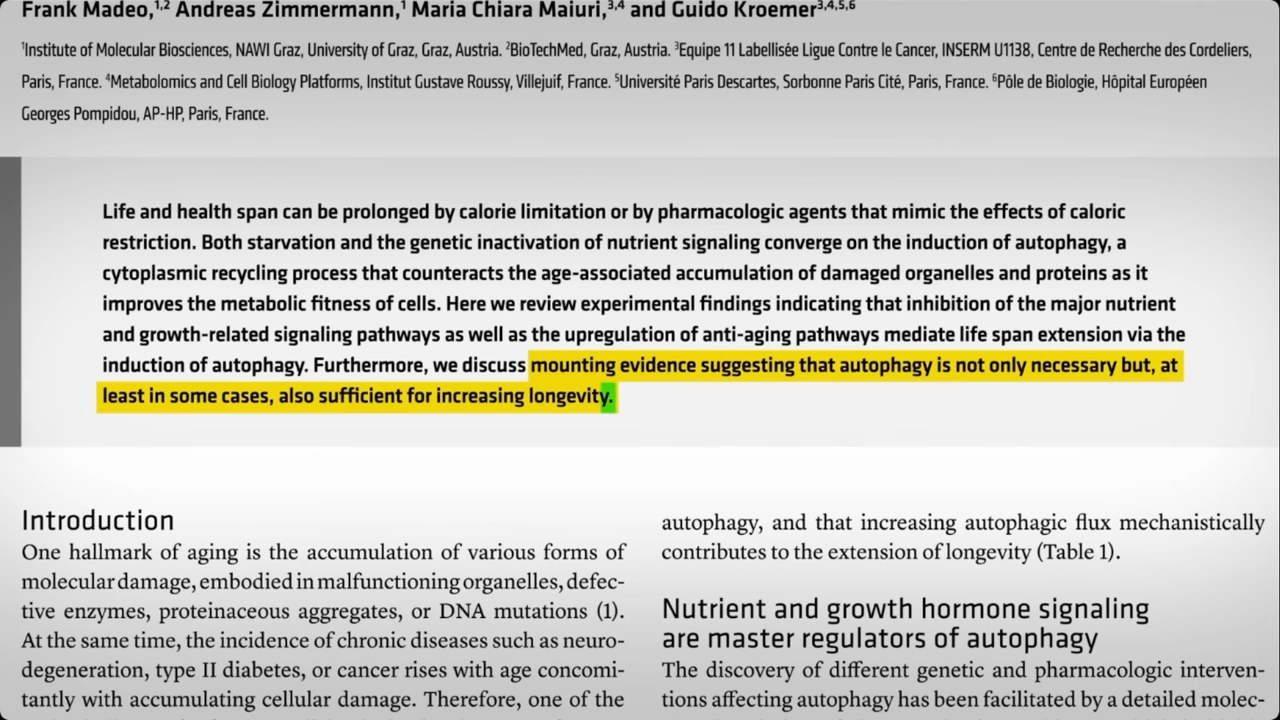 Frank Madeo,1,2 Andreas Zimmermann,1 Maria Chiara Maiuri,3,4 and Guido Kroemer3,4,5,6
1Institute of Molecular Biosciences, NAWI Graz, University of Graz, Graz, Austria. 2BioTechMed, Graz, Austria. 3Equipe 11 Labellisée Ligue Contre le Cancer, INSERM U1138, Centre de Recherche des Cordeliers,
Paris, France. 4Metabolomics and Cell Biology Platforms, Institut Gustave Roussy, Villejuif, France. 5Université Paris Descartes, Sorbonne Paris Cité, Paris, France. 6Pôle de Biologie, Hôpital Européen
Georges Pompidou, AP-HP, Paris, France.
Life and health span can be prolonged by calorie limitation or by pharmacologic agents that mimic the effects of caloric
restriction. Both starvation and the genetic inactivation of nutrient signaling converge on the induction of autophagy, a
cytoplasmic recycling process that counteracts the age-associated accumulation of damaged organelles and proteins as it
improves the metabolic fitness of cells. Here we review experimental findings indicating that inhibition of the major nutrient
and growth-related signaling pathways as well as the upregulation of anti-aging pathways mediate life span extension via the
induction of autophagy. Furthermore, we discuss mounting evidence suggesting that autophagy is not only necessary but, at
least in some cases, also sufficient for increasing longevity.
Introduction
One hallmark of aging is the accumulation of various forms of
molecular damage, embodied in malfunctioning organelles, defec-
tive enzymes, proteinaceous aggregates, or DNA mutations (1).
At the same time, the incidence of chronic diseases such as neuro-
degeneration, type II diabetes, or cancer rises with age concomi-
tantly with accumulating cellular damage. Therefore, one of the
autophagy, and that increasing autophagic flux mechanistically
contributes to the extension of longevity (Table 1).
Nutrient and growth hormone signaling
are master regulators of autophagy
The discovery of different genetic and pharmacologic interven-
tions affecting autophagy has been facilitated by a detailed molec-